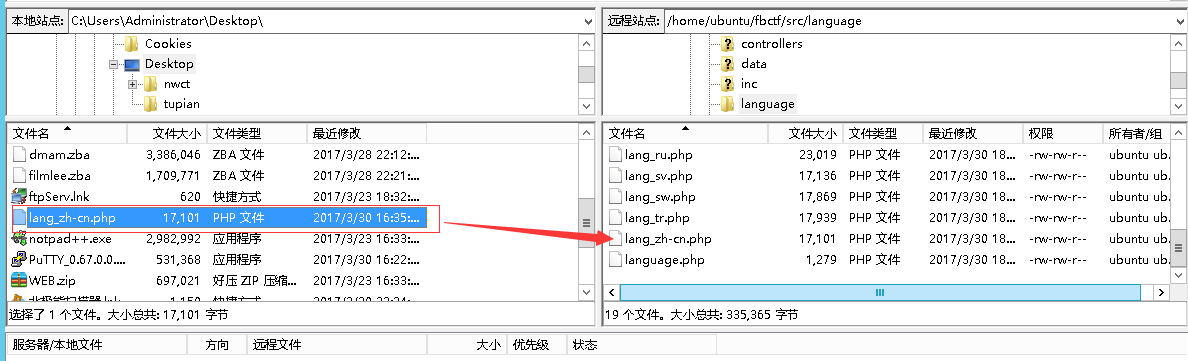 本地站点: C:\Users\Administrator\Desktop\
Cookies
Desktop
nwct
tupian
文件名 文件大小 文件类型 最近修改
dmam.zba 3,386,046 ZBA 文件 2017/3/28 22:12:...
filmlee.zba 1,709,771 ZBA 文件 2017/3/28 22:21:...
ftpServ.lnk 620 快捷方式 2017/3/23 18:32:...
lang_zh-cn.php 17,101 PHP 文件 2017/3/30 16:35:...
notpad++.exe 2,982,992 应用程序 2017/3/23 16:33:...
PuTTY_0.67.0.0.... 531,368 应用程序 2017/3/30 16:22:...
WEB.zip 697,021 好压 ZIP 压缩... 2017/3/23 16:33:...
选择了 1 个文件。大小总共: 17,101 字节
远程站点: /home/ubuntu/fbctf/src/language
controllers
data
inc
language
文件名 文件大小 文件类型 最近修改 权限 所有者/组
lang_ru.php 23,019 PHP 文件 2017/3/30 18... -rw-rw-r-- ubuntu ub...
lang_sv.php 17,136 PHP 文件 2017/3/30 18... -rw-rw-r-- ubuntu ub...
lang_sw.php 17,869 PHP 文件 2017/3/30 18... -rw-rw-r-- ubuntu ub...
lang_tr.php 17,939 PHP 文件 2017/3/30 18... -rw-rw-r-- ubuntu ub...
lang_zh-cn.php 17,101 PHP 文件 2017/3/30 18... -rw-rw-r-- ubuntu ub...
language.php 1,279 PHP 文件 2017/3/30 18... -rw-rw-r-- ubuntu ub...
19 个文件。大小总共: 335,365 字节
服务器/本地文件 方向 远程文件 大小 优先级 状态